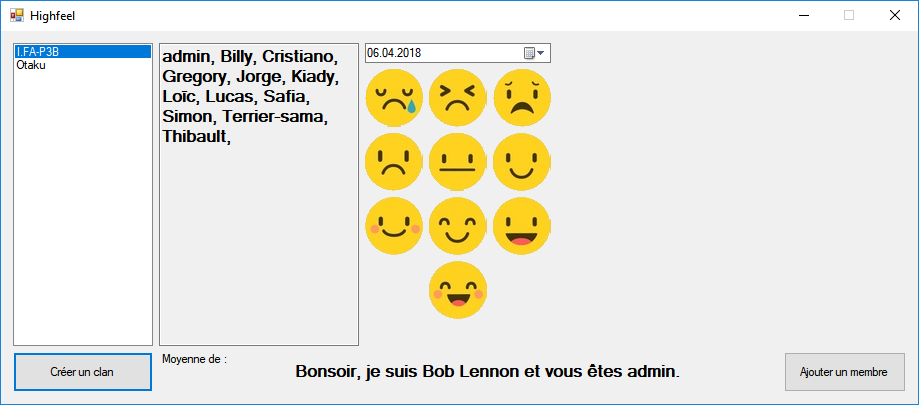 Highfeel
I.FA-P3B
Otaku
admin, Billy, Cristiano,
Gregory, Jorge, Kiady,
Loïc, Lucas, Safia,
Simon, Terrier-sama,
Thibault,
06.04.2018
Créer un clan
Moyenne de :
Bonsoir, je suis Bob Lennon et vous êtes admin.
Ajouter un membre